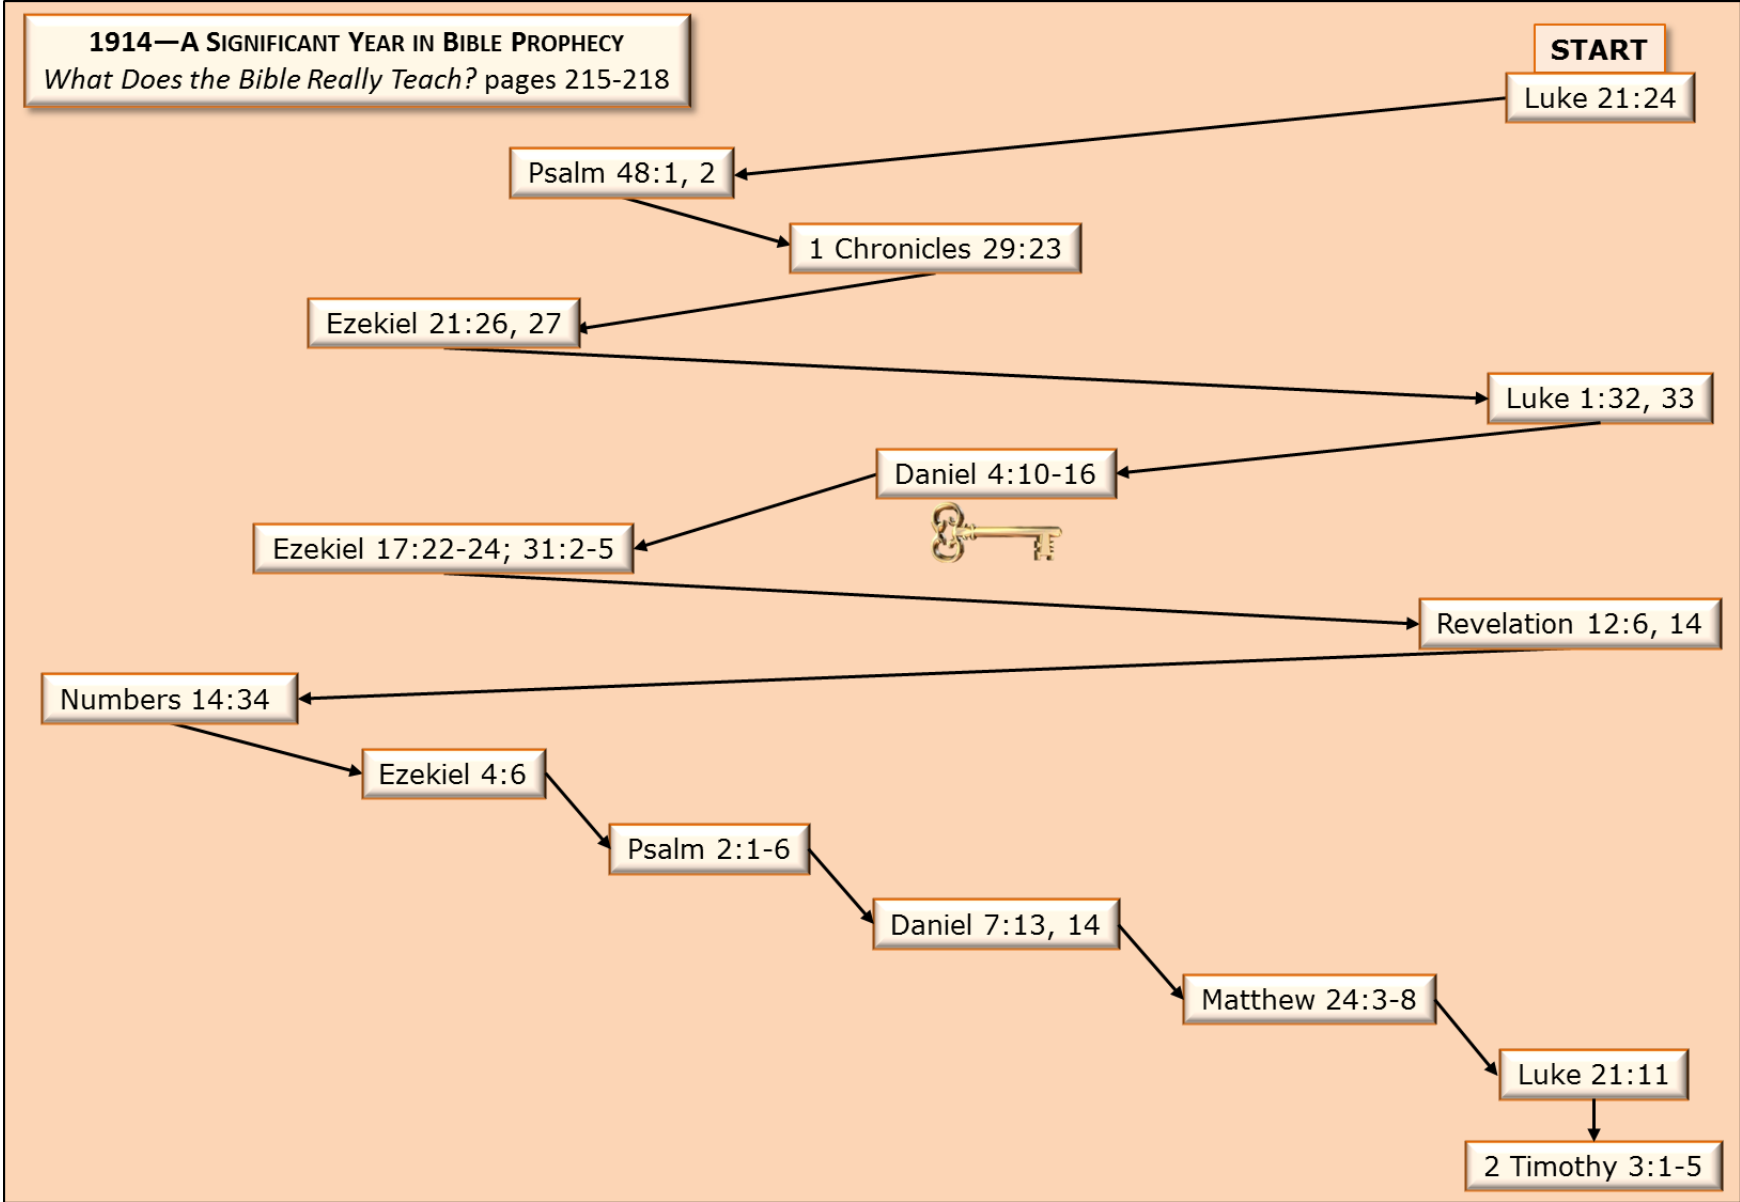 1914—A SIGNIFICANT YEAR IN BIBLE PROPHECY
What Does the Bible Really Teach? pages 215-218
START
Luke 21:24
Psalm 48:1, 2
1 Chronicles 29:23
Ezekiel 21:26, 27
Luke 1:32, 33
Daniel 4:10-16
Ezekiel 17:22-24; 31:2-5
Revelation 12:6, 14
Numbers 14:34
Ezekiel 4:6
Psalm 2:1-6
Daniel 7:13, 14
Matthew 24:3-8
Luke 21:11
2 Timothy 3:1-5